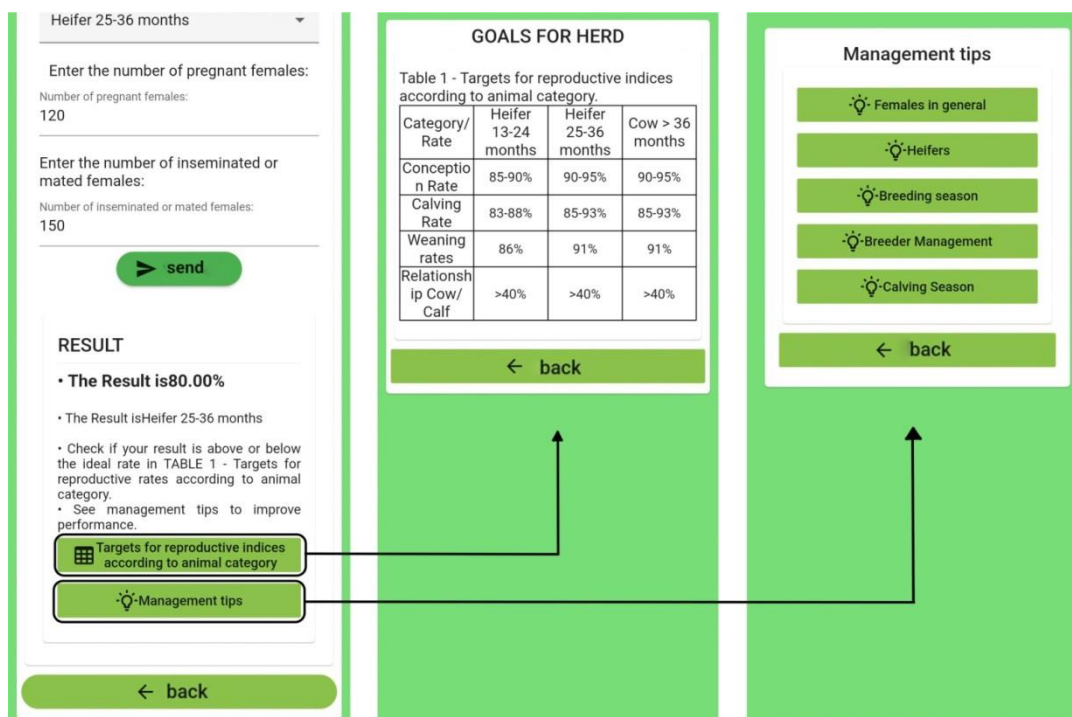 Heifer 25-36 months
Enter the number of pregnant females:
Number of pregnant females:
120
Enter the number of inseminated or
mated females:
Number of inseminated or mated females:
150
send
RESULT
• The Result is80.00%
• The Result isHeifer 25-36 months
• Check if your result is above or below
the ideal rate in TABLE 1 - Targets for
reproductive rates according to animal
category.
• See management tips to improve
performance.
Targets for reproductive indices
according to animal category
Management tips
back
GOALS FOR HERD
Table 1 - Targets for reproductive indices
according to animal category.
Category/
Rate
Heifer
13-24
months
Heifer
25-36
months
Cow > 36
months
Conceptio
n Rate
85-90%
90-95%
90-95%
Calving
Rate
83-88%
85-93%
85-93%
Weaning
rates
86%
91%
91%
Relationsh
ip Cow/
Calf
>40%
>40%
>40%
back
Management tips
Females in general
Heifers
Breeding season
Breeder Management
Calving Season
back